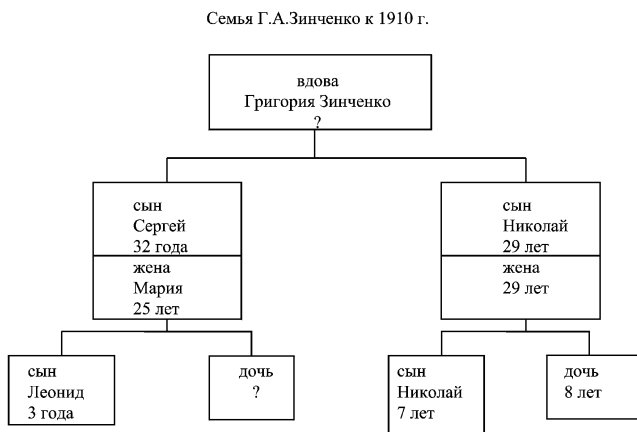 Семья Г.А.Зинченко к 1910 г.
вдова
Григория Зинченко
?
сын
Сергей
32 года
жена
Мария
25 лет
сын
Николай
29 лет
жена
29 лет
сын
Леонид
3 года
дочь
?
сын
Николай
7 лет
дочь
8 лет